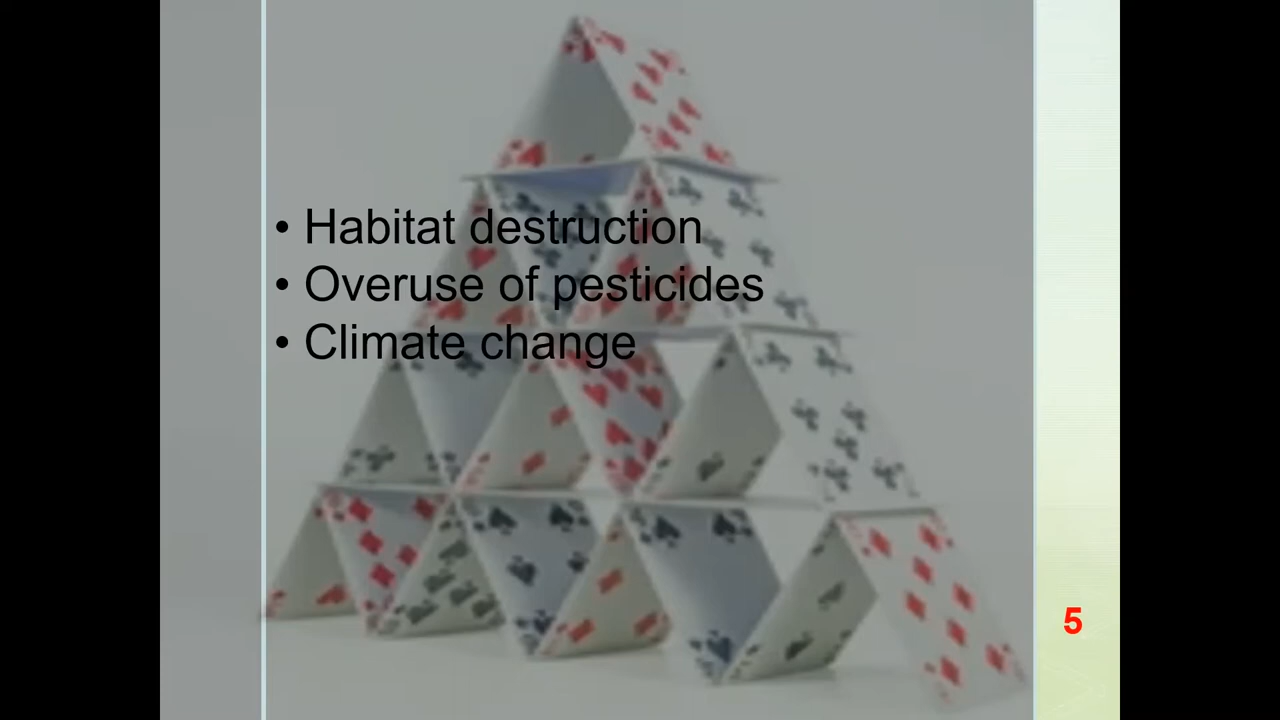 • Habitat destruction
• Overuse of pesticides
• Climate change
5